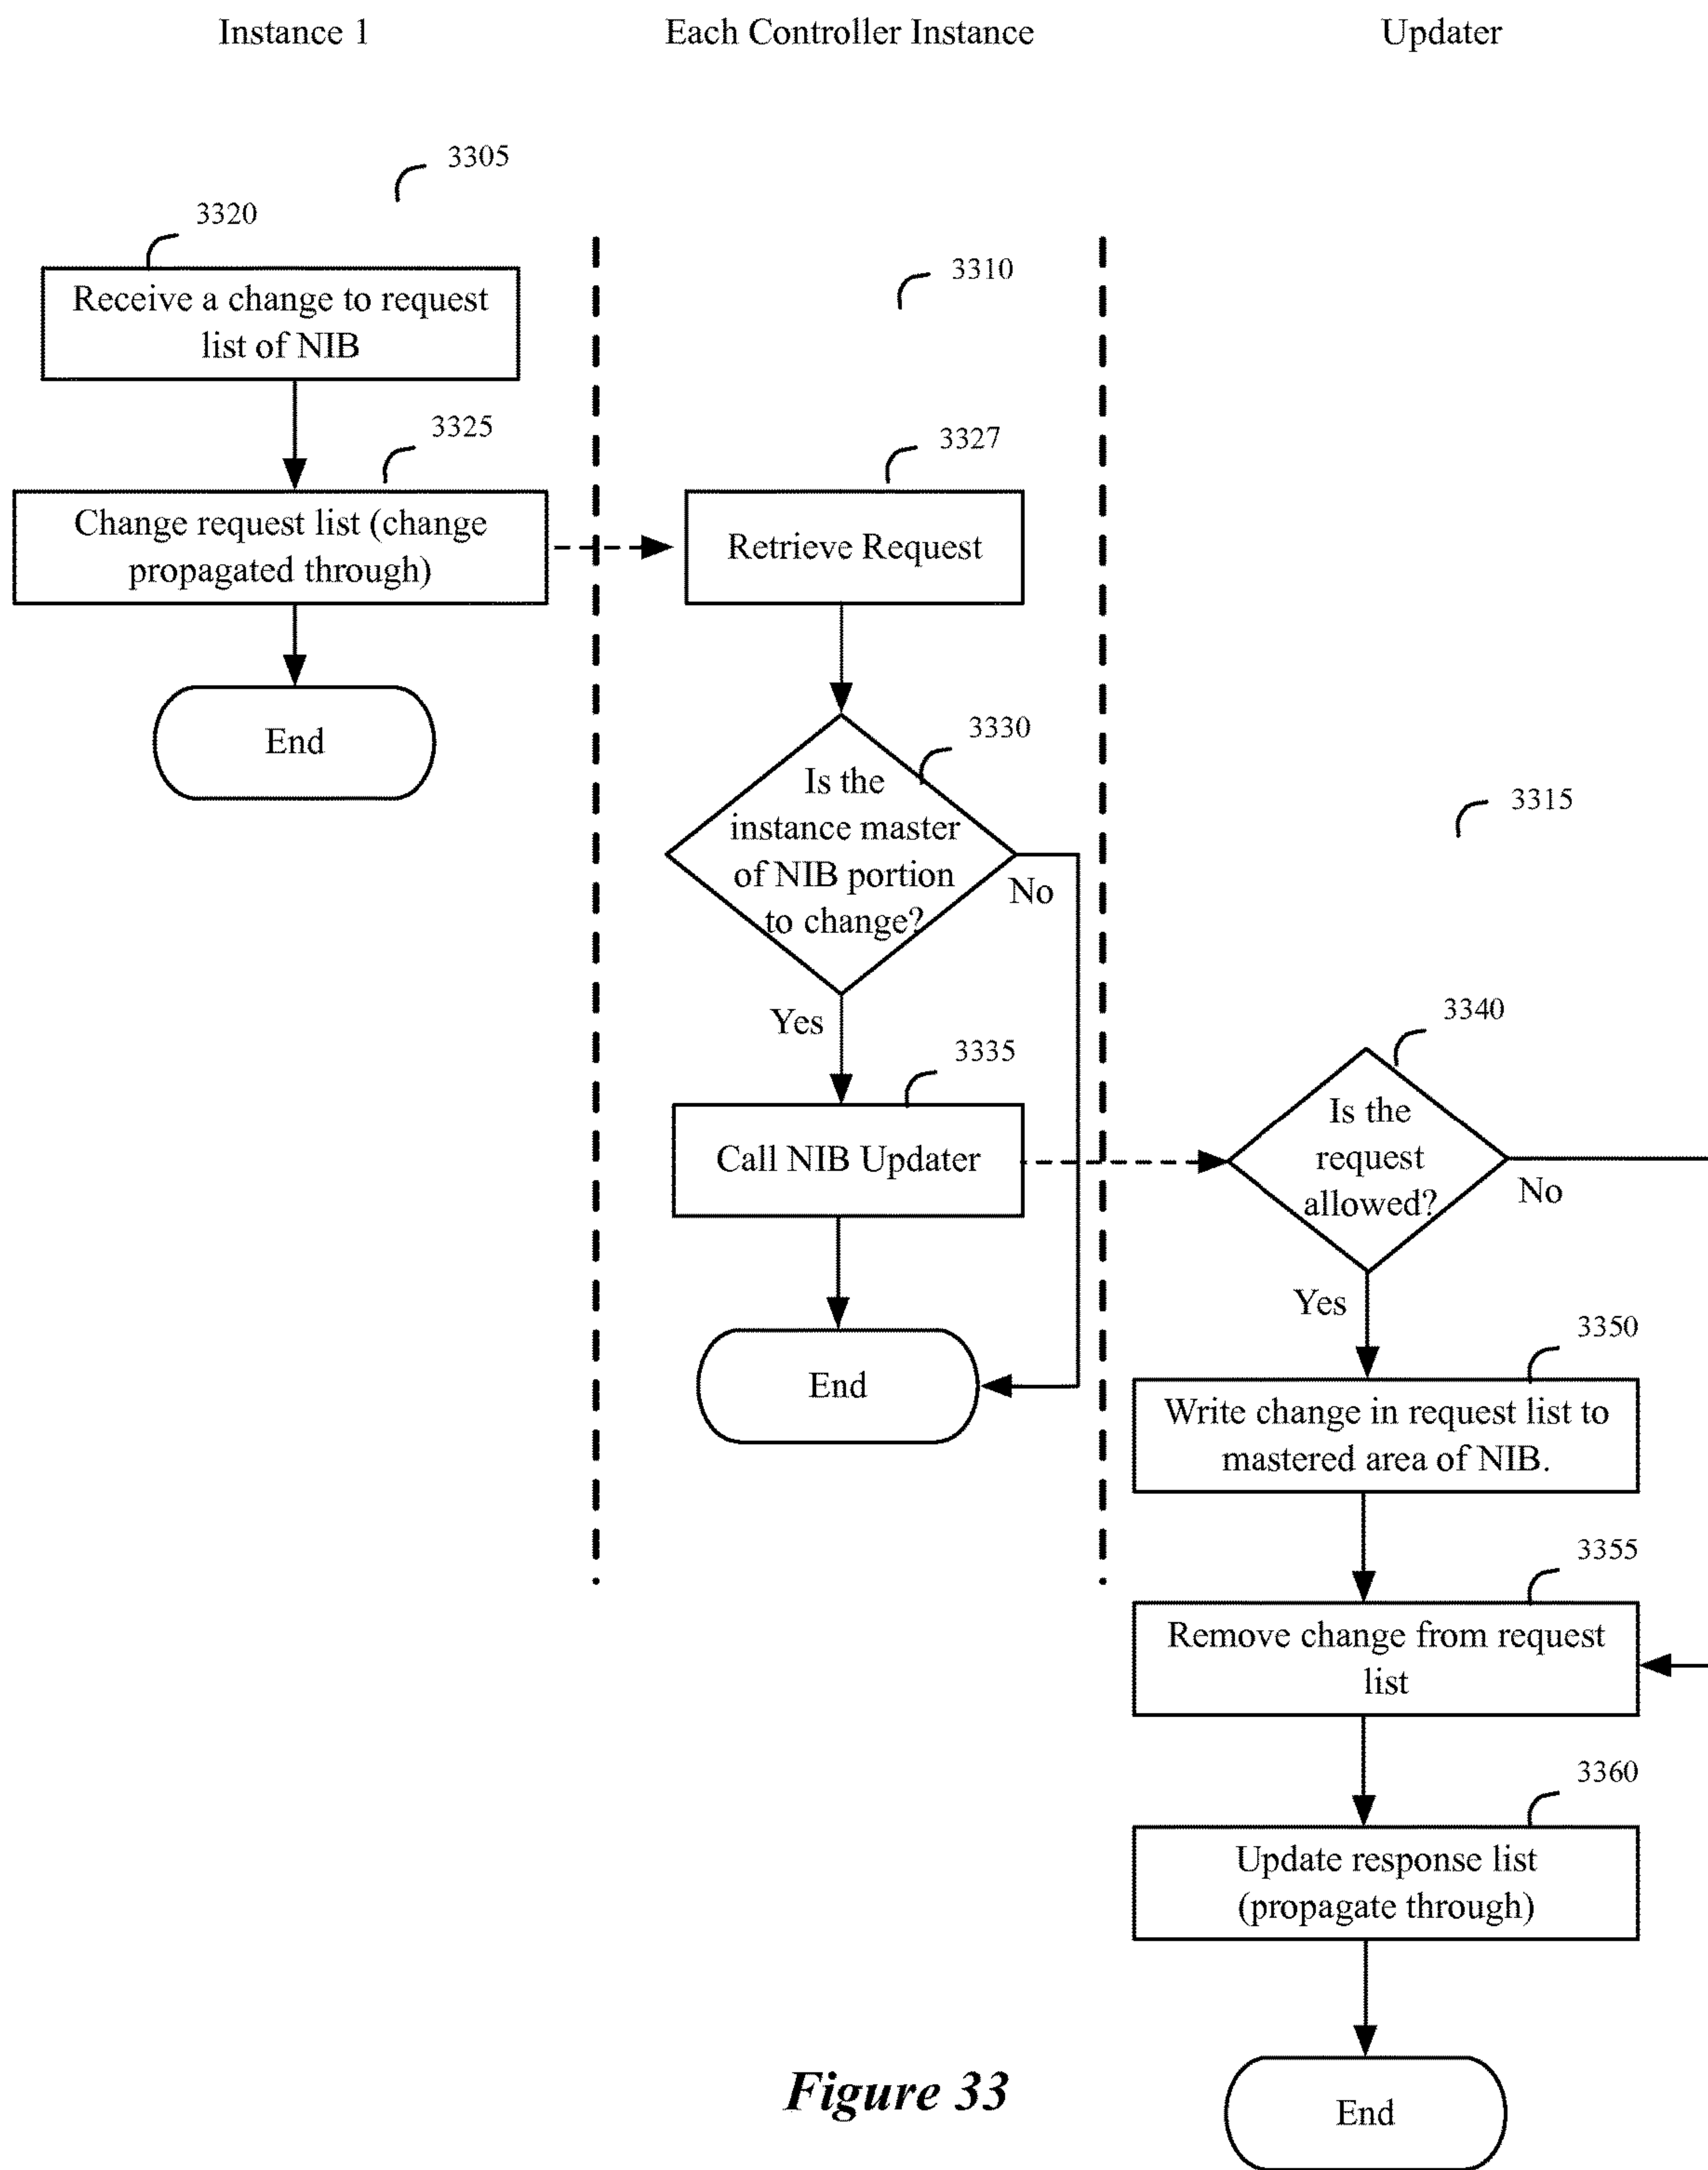 Instance 1
Each Controller Instance
Updater
3305
3320
Receive a change to request
list of NIB
3325
Change request list (change
propagated through)
End
3310
3327
Retrieve Request
3330
Is the
instance master
of NIB portion
to change?
No
Yes
3335
Call NIB Updater
End
3315
3340
Is the
request
allowed?
No
Yes
3350
Write change in request list to
mastered area of NIB.
3355
Remove change from request
list
3360
Update response list
(propagate through)
End
Figure 33